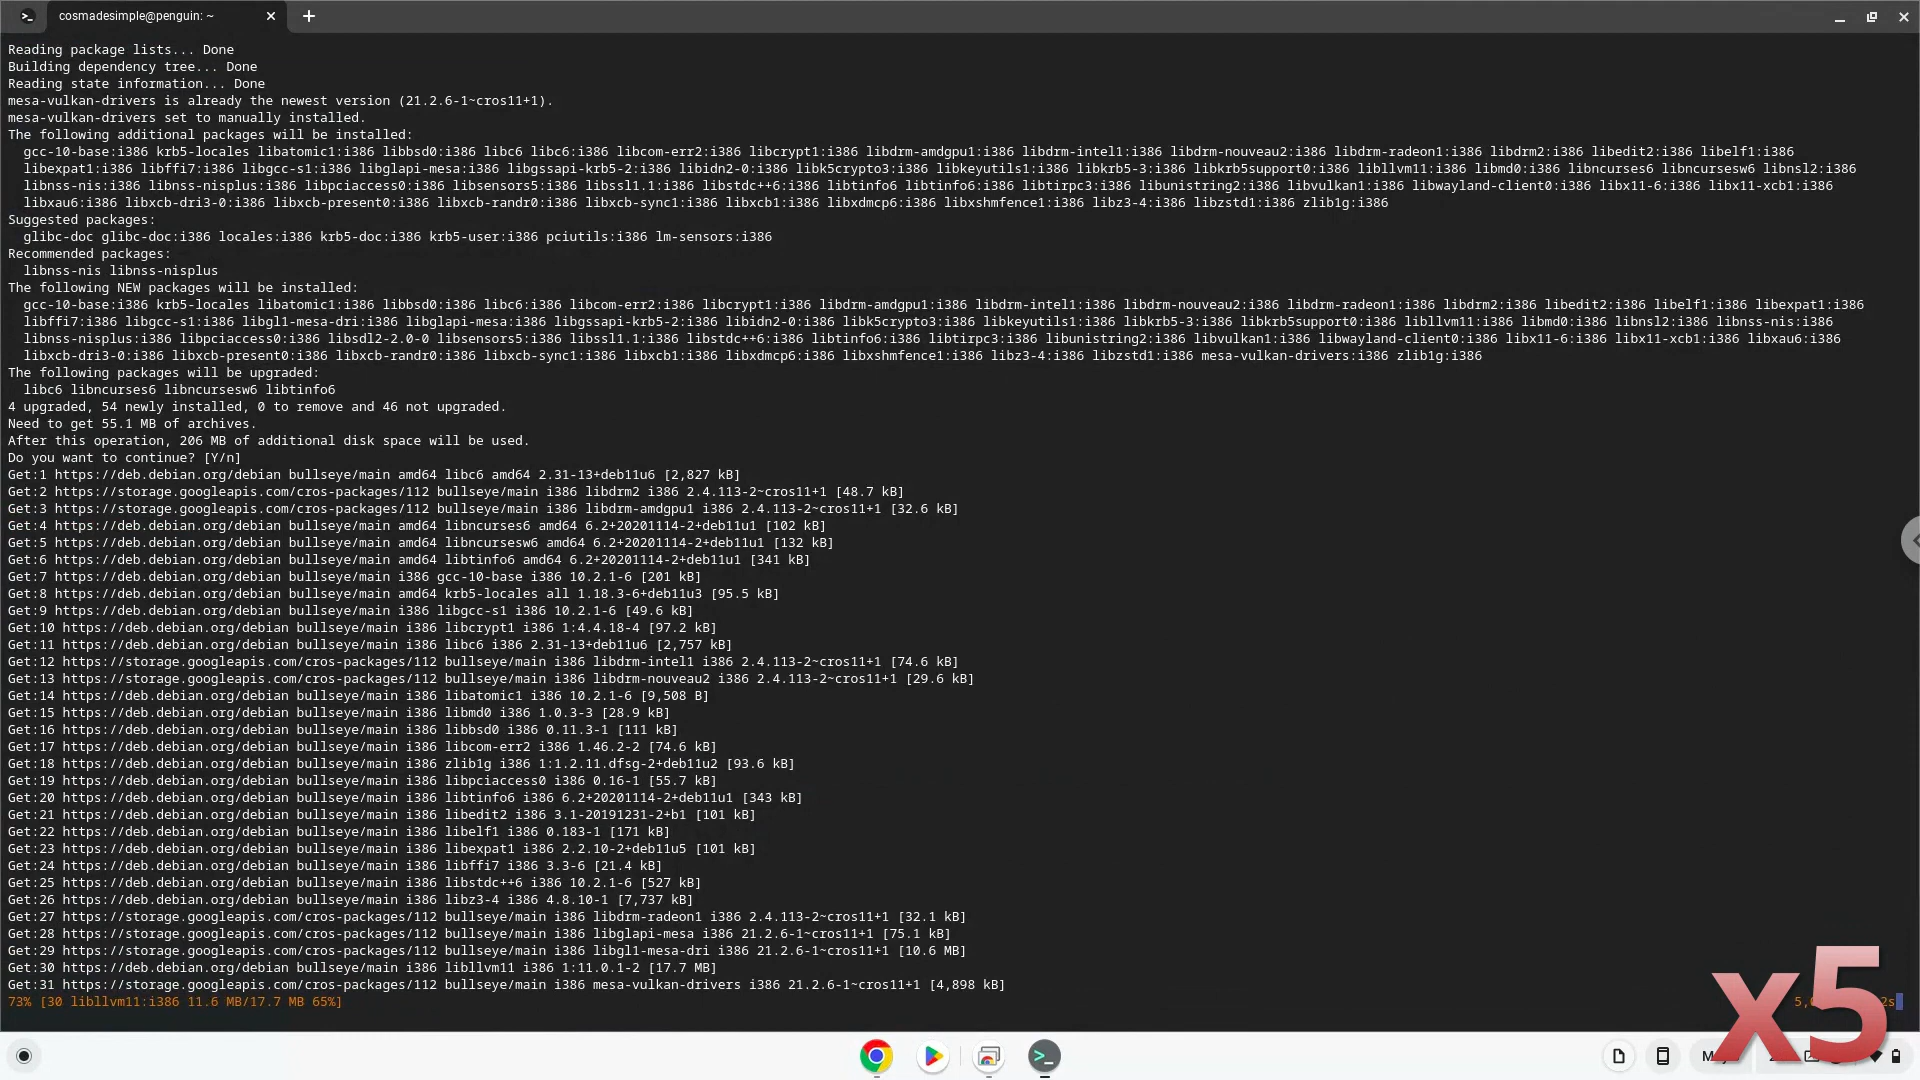 cosmadesimple@penguin: ~
Reading package lists... Done
Building dependency tree... Done
Reading state information... Done
mesa-vulkan-drivers is already the newest version (21.2.6-1~cros11+1).
mesa-vulkan-drivers set to manually installed.
The following additional packages will be installed:
gcc-10-base:i386 krb5-locales libatomic1:i386 libbsd0:i386 libc6 libc6:i386 libcom-err2:i386 libcrypt1:i386 libdrm-amdgpu1:i386 libdrm-intel1:i386 libdrm-nouveau2:i386 libdrm-radeon1:i386 libdrm2:i386 libedit2:i386 libelf1:i386
libexpat1:i386 libffi7:i386 libgcc-s1:i386 libglapi-mesa:i386 libgssapi-krb5-2:i386 libidn2-0:i386 libk5crypto3:i386 libkeyutils1:i386 libkrb5-3:i386 libkrb5support0:i386 libllvm11:i386 libmd0:i386 libncurses6 libncursesw6 libnsl2:i386
libnss-nis:i386 libnss-nisplus:i386 libpciaccess0:i386 libsensors5:i386 libssl1.1:i386 libstdc++6:i386 libtinfo6 libtinfo6:i386 libtirpc3:i386 libunistring2:i386 libvulkan1:i386 libwayland-client0:i386 libx11-6:i386 libx11-xcb1:i386
libxau6:i386 libxcb-dri3-0:i386 libxcb-present0:i386 libxcb-randr0:i386 libxcb-sync1:i386 libxcb1:i386 libxdmcp6:i386 libxshmfence1:i386 libz3-4:i386 libzstd1:i386 zlib1g:i386
Suggested packages:
glibc-doc glibc-doc:i386 locales:i386 krb5-doc:i386 krb5-user:i386 pciutils:i386 lm-sensors:i386
Recommended packages:
libnss-nis libnss-nisplus
The following NEW packages will be installed:
gcc-10-base:i386 krb5-locales libatomic1:i386 libbsd0:i386 libc6:i386 libcom-err2:i386 libcrypt1:i386 libdrm-amdgpu1:i386 libdrm-intel1:i386 libdrm-nouveau2:i386 libdrm-radeon1:i386 libdrm2:i386 libedit2:i386 libelf1:i386 libexpat1:i386
libffi7:i386 libgcc-s1:i386 libgl1-mesa-dri:i386 libglapi-mesa:i386 libgssapi-krb5-2:i386 libidn2-0:i386 libk5crypto3:i386 libkeyutils1:i386 libkrb5-3:i386 libkrb5support0:i386 libllvm11:i386 libmd0:i386 libnsl2:i386 libnss-nis:i386
libnss-nisplus:i386 libpciaccess0:i386 libsdl2-2.0-0 libsensors5:i386 libssl1.1:i386 libstdc++6:i386 libtinfo6:i386 libtirpc3:i386 libunistring2:i386 libvulkan1:i386 libwayland-client0:i386 libx11-6:i386 libx11-xcb1:i386 libxau6:i386
libxcb-dri3-0:i386 libxcb-present0:i386 libxcb-randr0:i386 libxcb-sync1:i386 libxcb1:i386 libxdmcp6:i386 libxshmfence1:i386 libz3-4:i386 libzstd1:i386 mesa-vulkan-drivers:i386 zlib1g:i386
The following packages will be upgraded:
libc6 libncurses6 libncursesw6 libtinfo6
4 upgraded, 54 newly installed, 0 to remove and 46 not upgraded.
Need to get 55.1 MB of archives.
After this operation, 206 MB of additional disk space will be used.
Do you want to continue? [Y/n]
Get:1 https://deb.debian.org/debian bullseye/main amd64 libc6 amd64 2.31-13+deb11u6 [2,827 kB]
Get:2 https://storage.googleapis.com/cros-packages/112 bullseye/main i386 libdrm2 i386 2.4.113-2~cros11+1 [48.7 kB]
Get:3 https://storage.googleapis.com/cros-packages/112 bullseye/main i386 libdrm-amdgpu1 i386 2.4.113-2~cros11+1 [32.6 kB]
Get:4 https://deb.debian.org/debian bullseye/main amd64 libncurses6 amd64 6.2+20201114-2+deb11u1 [102 kB]
Get:5 https://deb.debian.org/debian bullseye/main amd64 libncursesw6 amd64 6.2+20201114-2+deb11u1 [132 kB]
Get:6 https://deb.debian.org/debian bullseye/main amd64 libtinfo6 amd64 6.2+20201114-2+deb11u1 [341 kB]
Get:7 https://deb.debian.org/debian bullseye/main i386 gcc-10-base i386 10.2.1-6 [201 kB]
Get:8 https://deb.debian.org/debian bullseye/main amd64 krb5-locales all 1.18.3-6+deb11u3 [95.5 kB]
Get:9 https://deb.debian.org/debian bullseye/main i386 libgcc-s1 i386 10.2.1-6 [49.6 kB]
Get:10 https://deb.debian.org/debian bullseye/main i386 libcrypt1 i386 1:4.4.18-4 [97.2 kB]
Get:11 https://deb.debian.org/debian bullseye/main i386 libc6 i386 2.31-13+deb11u6 [2,757 kB]
Get:12 https://storage.googleapis.com/cros-packages/112 bullseye/main i386 libdrm-intel1 i386 2.4.113-2~cros11+1 [74.6 kB]
Get:13 https://storage.googleapis.com/cros-packages/112 bullseye/main i386 libdrm-nouveau2 i386 2.4.113-2~cros11+1 [29.6 kB]
Get:14 https://deb.debian.org/debian bullseye/main i386 libatomic1 i386 10.2.1-6 [9,508 B]
Get:15 https://deb.debian.org/debian bullseye/main i386 libmd0 i386 1.0.3-3 [28.9 kB]
Get:16 https://deb.debian.org/debian bullseye/main i386 libbsd0 i386 0.11.3-1 [111 kB]
Get:17 https://deb.debian.org/debian bullseye/main i386 libcom-err2 i386 1.46.2-2 [74.6 kB]
Get:18 https://deb.debian.org/debian bullseye/main i386 zlib1g i386 1:1.2.11.dfsg-2+deb11u2 [93.6 kB]
Get:19 https://deb.debian.org/debian bullseye/main i386 libpciaccess0 i386 0.16-1 [55.7 kB]
Get:20 https://deb.debian.org/debian bullseye/main i386 libtinfo6 i386 6.2+20201114-2+deb11u1 [343 kB]
Get:21 https://deb.debian.org/debian bullseye/main i386 libedit2 i386 3.1-20191231-2+b1 [101 kB]
Get:22 https://deb.debian.org/debian bullseye/main i386 libelf1 i386 0.183-1 [171 kB]
Get:23 https://deb.debian.org/debian bullseye/main i386 libexpat1 i386 2.2.10-2+deb11u5 [101 kB]
Get:24 https://deb.debian.org/debian bullseye/main i386 libffi7 i386 3.3-6 [21.4 kB]
Get:25 https://deb.debian.org/debian bullseye/main i386 libstdc++6 i386 10.2.1-6 [527 kB]
Get:26 https://deb.debian.org/debian bullseye/main i386 libz3-4 i386 4.8.10-1 [7,737 kB]
Get:27 https://storage.googleapis.com/cros-packages/112 bullseye/main i386 libdrm-radeon1 i386 2.4.113-2~cros11+1 [32.1 kB]
Get:28 https://storage.googleapis.com/cros-packages/112 bullseye/main i386 libglapi-mesa i386 21.2.6-1~cros11+1 [75.1 kB]
Get:29 https://storage.googleapis.com/cros-packages/112 bullseye/main i386 libgl1-mesa-dri i386 21.2.6-1~cros11+1 [10.6 MB]
Get:30 https://deb.debian.org/debian bullseye/main i386 libllvm11 i386 1:11.0.1-2 [17.7 MB]
Get:31 https://storage.googleapis.com/cros-packages/112 bullseye/main i386 mesa-vulkan-drivers i386 21.2.6-1~cros11+1 [4,898 kB]
73% [30 libllvm11:i386 11.6 MB/17.7 MB 65%]
x5